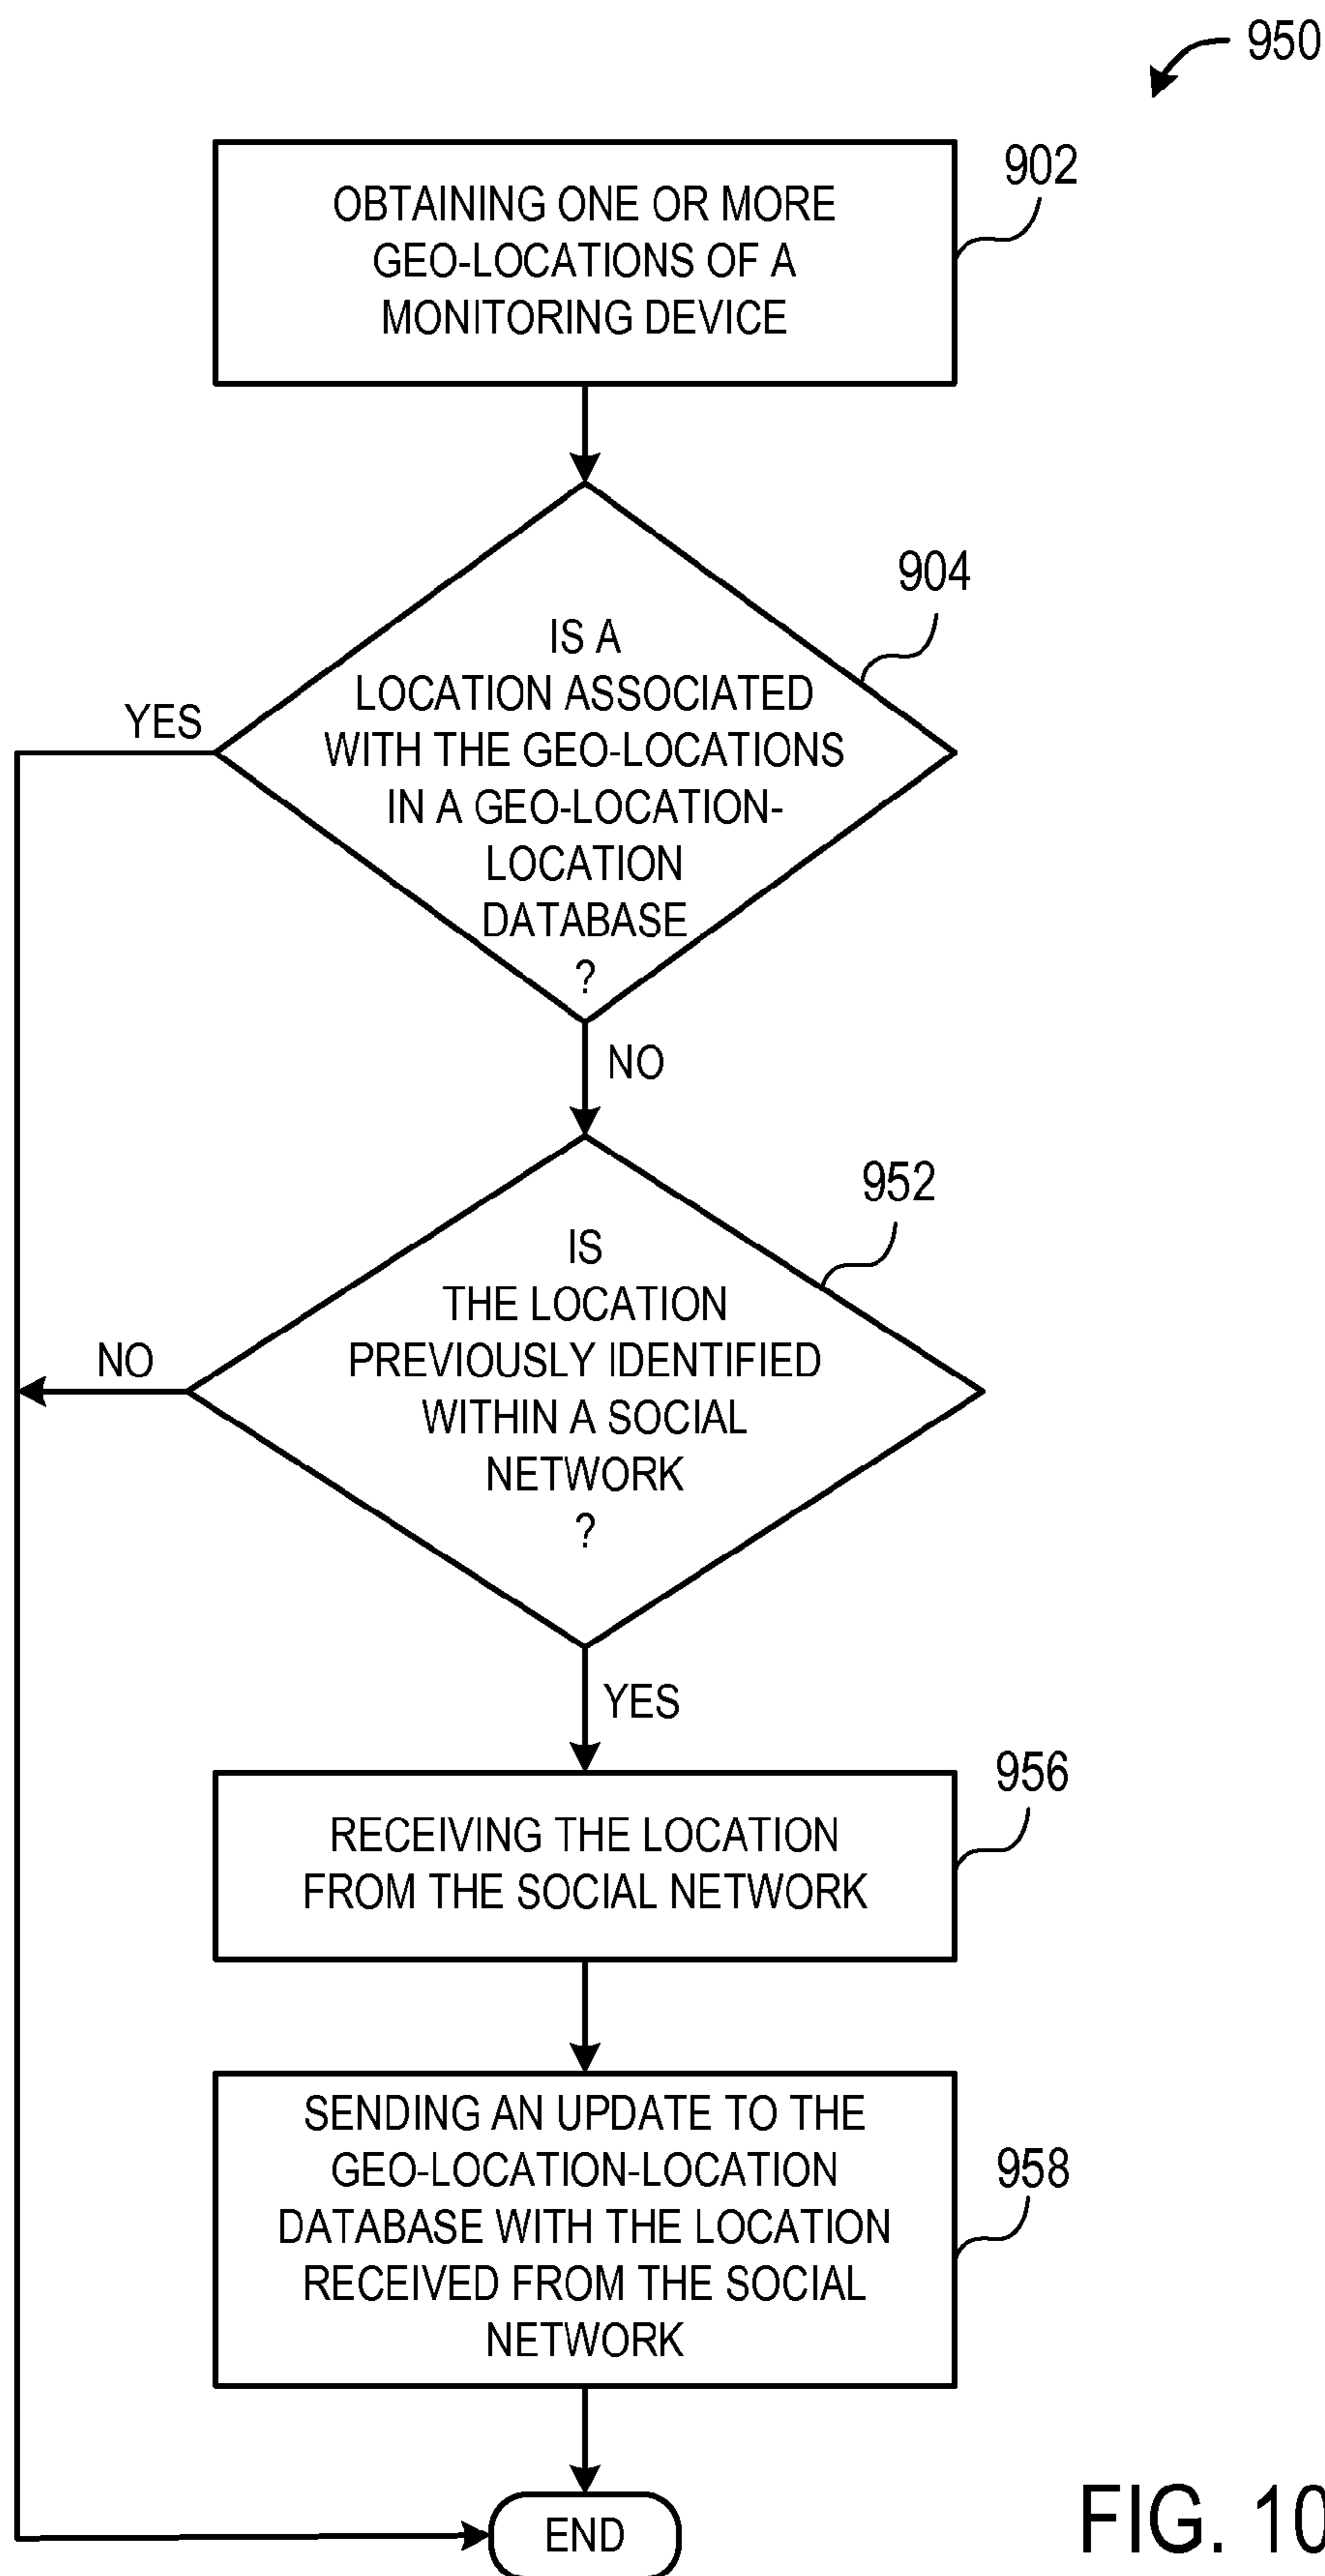 950
902
OBTAINING ONE OR MORE
GEO-LOCATIONS OF A
MONITORING DEVICE
904
IS A
LOCATION ASSOCIATED
WITH THE GEO-LOCATIONS
IN A GEO-LOCATION-
LOCATION
DATABASE
?
YES
NO
952
IS
THE LOCATION
PREVIOUSLY IDENTIFIED
WITHIN A SOCIAL
NETWORK
?
NO
YES
956
RECEIVING THE LOCATION
FROM THE SOCIAL NETWORK
958
SENDING AN UPDATE TO THE
GEO-LOCATION-LOCATION
DATABASE WITH THE LOCATION
RECEIVED FROM THE SOCIAL
NETWORK
END
FIG. 10